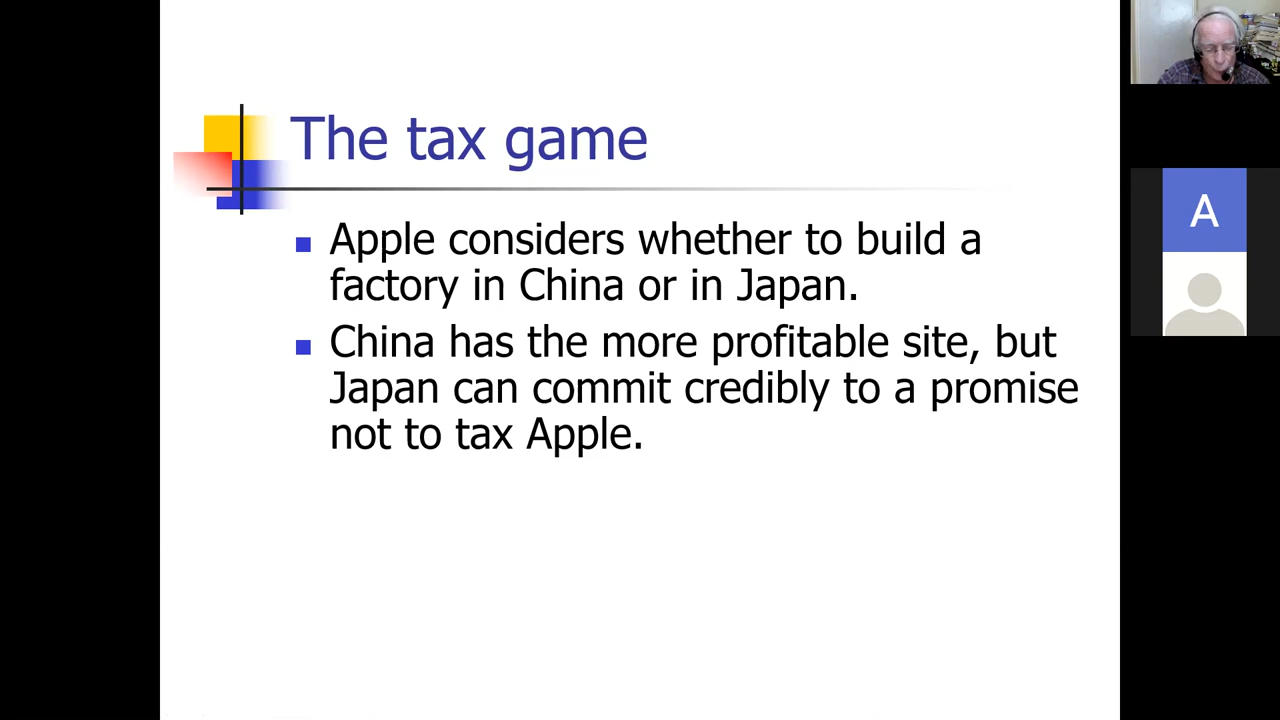 The tax game
Apple considers whether to build a
factory in China or in Japan.
China has the more profitable site, but
Japan can commit credibly to a promise
not to tax Apple.
A